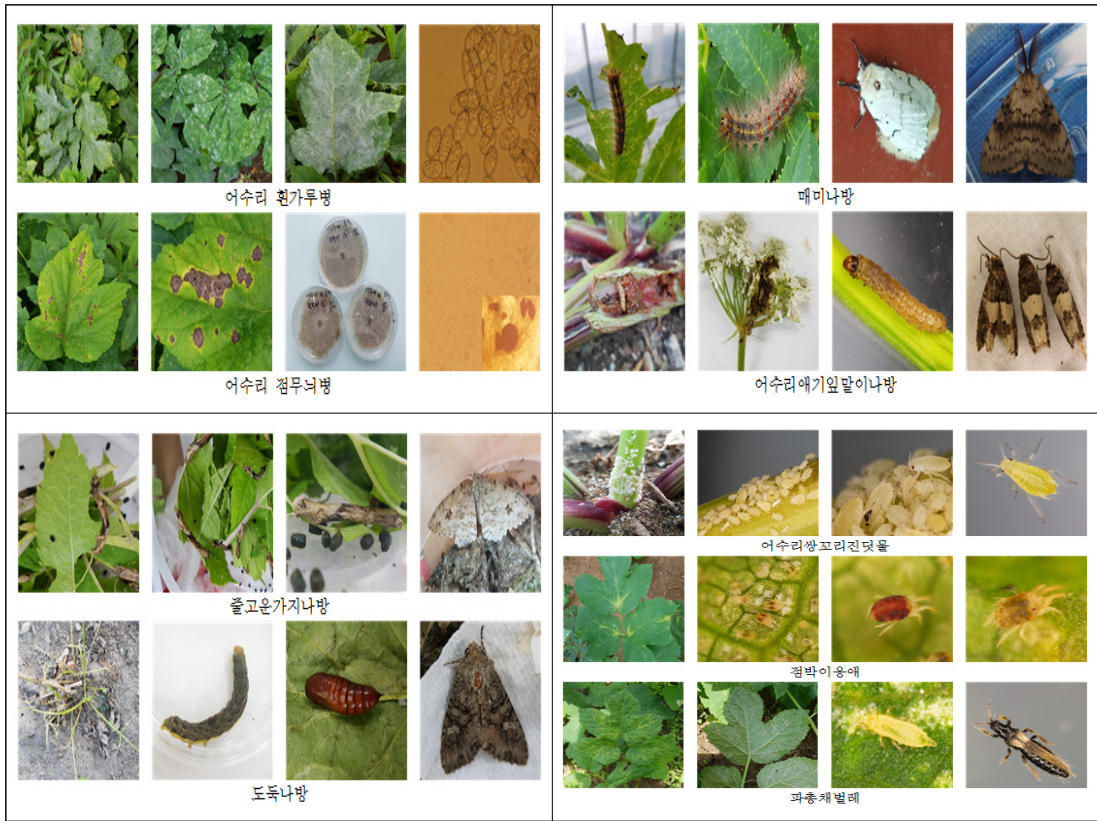 어수리 흰가루병
어수리 점무늬병
매미나방
어수리애기잎말이나방
줄고운가지나방
도둑나방
어수리쌍꼬리진딧물
점박이응애
파총채벌레